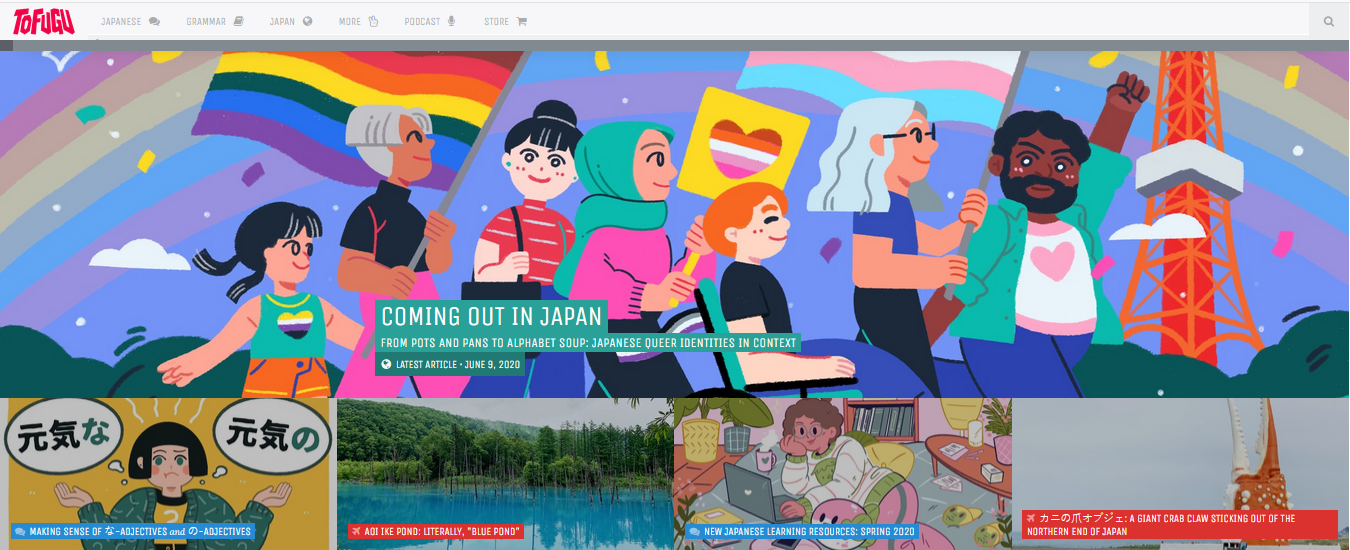 TOFUGU
JAPANESE GRAMMAR JAPAN MORE PODCAST STORE
COMING OUT IN JAPAN
FROM POTS AND PANS TO ALPHABET SOUP: JAPANESE QUEER IDENTITIES IN CONTEXT
LATEST ARTICLE • JUNE 9, 2020
元気な
元気の
?
MAKING SENSE OF な-ADJECTIVES and の-ADJECTIVES
AOI IKE POND: LITERALLY, "BLUE POND"
NEW JAPANESE LEARNING RESOURCES: SPRING 2020
カニの爪オブジェ: A GIANT CRAB CLAW STICKING OUT OF THE
NORTHERN END OF JAPAN